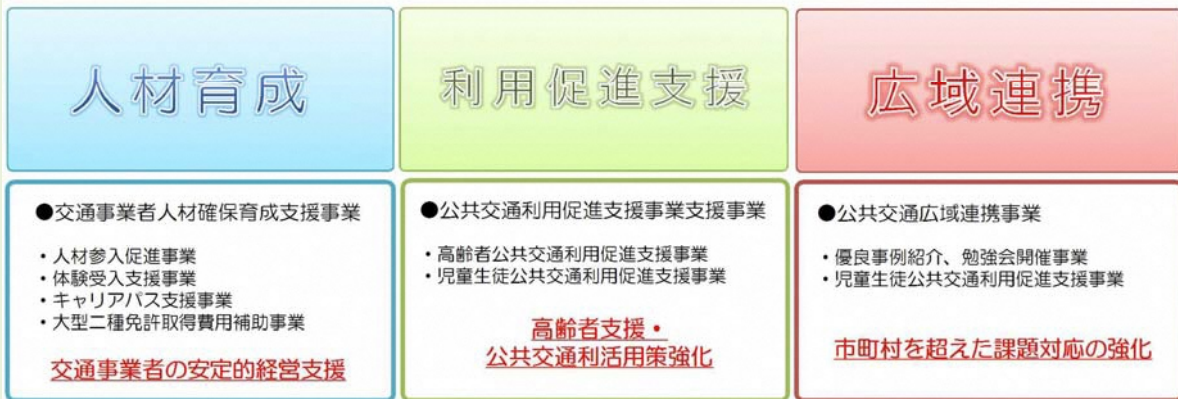 人材育成
●交通事業者人材確保育成支援事業
・人材参入促進事業
・体験受入支援事業
・キャリアパス支援事業
・大型二種免許取得費用補助事業
交通事業者の安定的経営支援
利用促進支援
●公共交通利用促進支援事業支援事業
・高齢者公共交通利用促進支援事業
・児童生徒公共交通利用促進支援事業
高齢者支援・
公共交通利活用策強化
広域連携
●公共交通広域連携事業
・優良事例紹介、勉強会開催事業
・児童生徒公共交通利用促進支援事業
市町村を超えた課題対応の強化